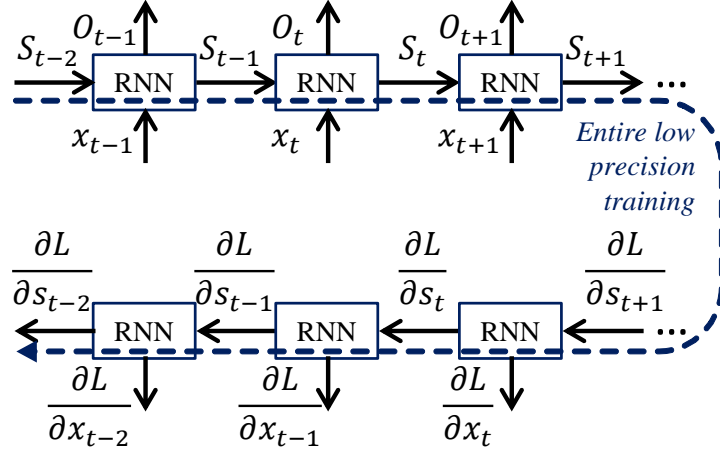 O_{t-1} O_t O_{t+1}
S_{t-2} S_{t-1} S_t S_{t+1}
RNN RNN RNN ...
x_{t-1} x_t x_{t+1}
Entire low
precision
training
∂L/∂s_{t-2} ∂L/∂s_{t-1} ∂L/∂s_t ∂L/∂s_{t+1}
RNN RNN RNN ...
∂L/∂x_{t-2} ∂L/∂x_{t-1} ∂L/∂x_t